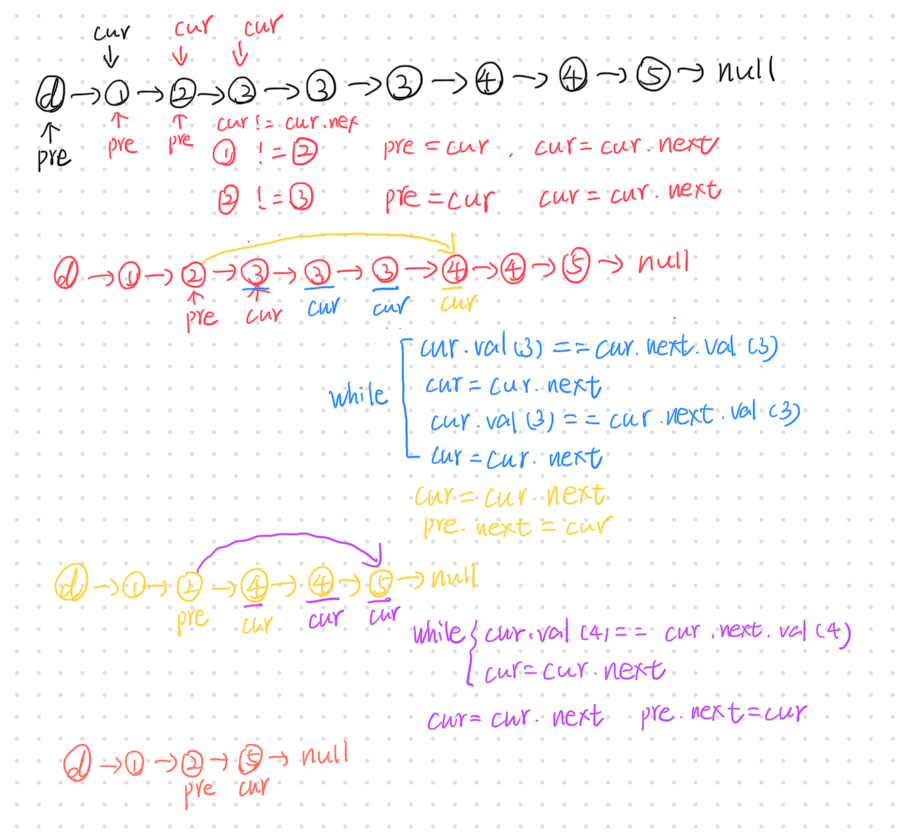 cur cur cur
d → 1 → 2 → 3 → 3 → 3 → 4 → 4 → 5 → null
pre pre pre cur != cur.nex
1 != 2 pre = cur , cur = cur.next
2 != 3 pre = cur cur = cur.next
d → 1 → 2 → 3 → 3 → 3 → 4 → 4 → 5 → null
pre cur cur cur cur
cur.val (3) == cur.next.val (3)
while cur = cur.next
cur.val (3) == cur.next.val (3)
cur = cur.next
cur = cur.next
pre.next = cur
d → 1 → 2 → 4 → 4 → 5 → null
pre cur cur cur
while { cur.val (4) == cur.next.val (4)
cur = cur.next
cur = cur.next pre.next = cur
d → 1 → 2 → 5 → null
pre cur